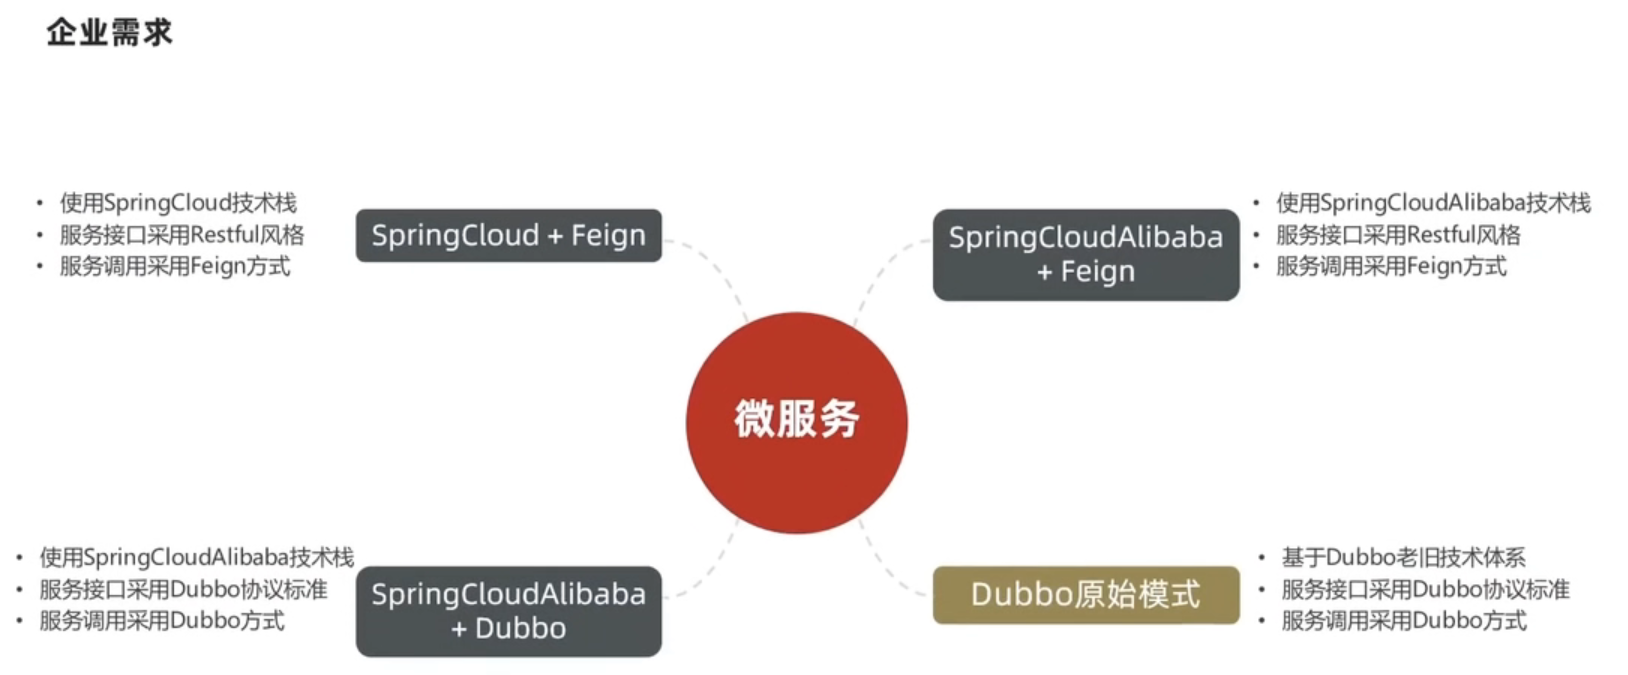 企业需求
• 使用SpringCloud技术栈
• 服务接口采用Restful风格
• 服务调用采用Feign方式
SpringCloud + Feign
SpringCloudAlibaba
+ Feign
• 使用SpringCloudAlibaba技术栈
• 服务接口采用Restful风格
• 服务调用采用Feign方式
微服务
• 使用SpringCloudAlibaba技术栈
• 服务接口采用Dubbo协议标准
• 服务调用采用Dubbo方式
SpringCloudAlibaba
+ Dubbo
Dubbo原始模式
• 基于Dubbo老旧技术体系
• 服务接口采用Dubbo协议标准
• 服务调用采用Dubbo方式